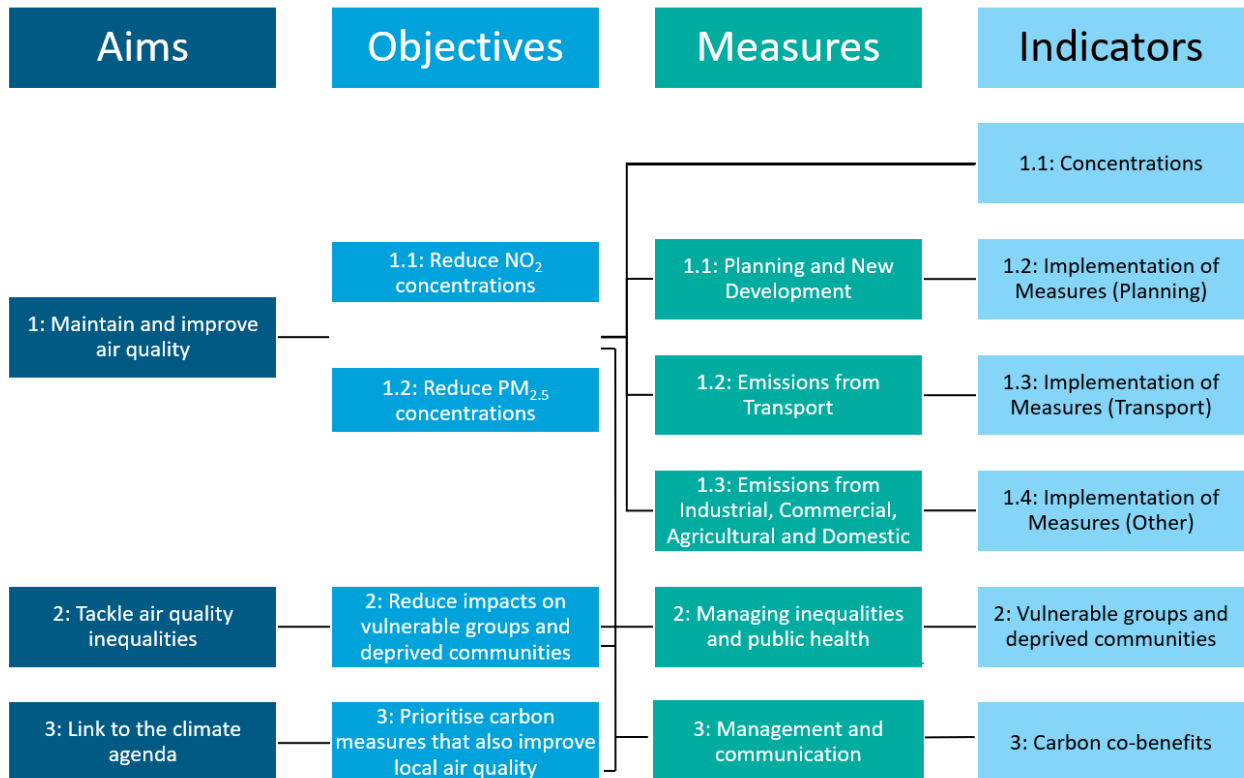 Aims
Objectives
Measures
Indicators
1.1: Concentrations
1.1: Reduce NO₂
concentrations
1.1: Planning and New
Development
1.2: Implementation of
Measures (Planning)
1: Maintain and improve
air quality
1.2: Reduce PM₂.₅
concentrations
1.2: Emissions from
Transport
1.3: Implementation of
Measures (Transport)
1.3: Emissions from
Industrial, Commercial,
Agricultural and Domestic
1.4: Implementation of
Measures (Other)
2: Tackle air quality
inequalities
2: Reduce impacts on
vulnerable groups and
deprived communities
2: Managing inequalities
and public health
2: Vulnerable groups and
deprived communities
3: Link to the climate
agenda
3: Prioritise carbon
measures that also improve
local air quality
3: Management and
communication
3: Carbon co-benefits